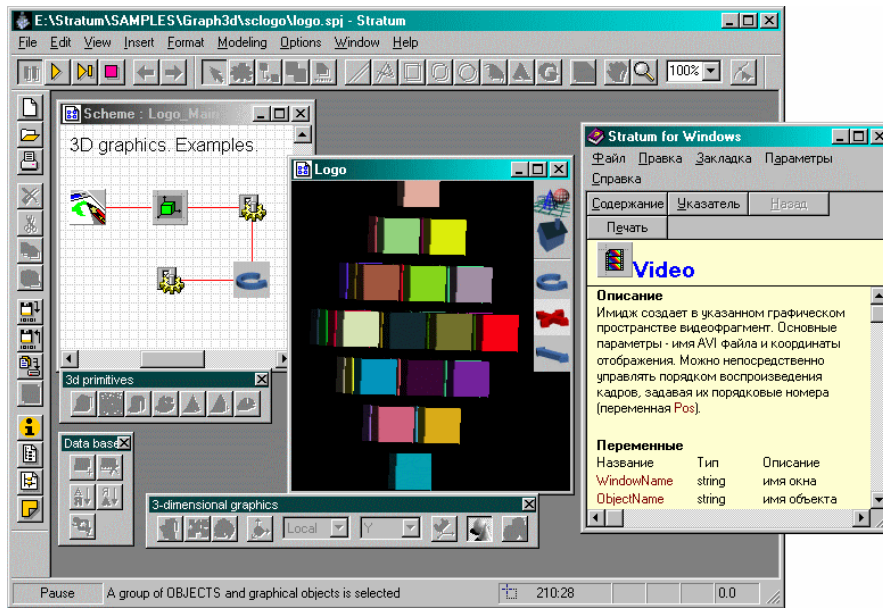 E:\Stratum\SAMPLES\Graph3d\sclogo\logo.spj - Stratum
File Edit View Insert Format Modeling Options Window Help
100%
Scheme : Logo_Main
3D graphics. Examples.
Logo
3d primitives
Data base
3-dimensional graphics
Local Y
Stratum for Windows
Файл Правка Закладка Параметры
Справка
Содержание Указатель Назад
Печать
Video
Описание
Имидж создает в указанном графическом
пространстве видеофрагмент. Основные
параметры - имя AVI файла и координаты
отображения. Можно непосредственно
управлять порядком воспроизведения
кадров, задавая их порядковые номера
(переменная Pos).
Переменные
Название Тип Описание
WindowName string имя окна
ObjectName string имя объекта
Pause A group of OBJECTS and graphical objects is selected 210:28 0.0